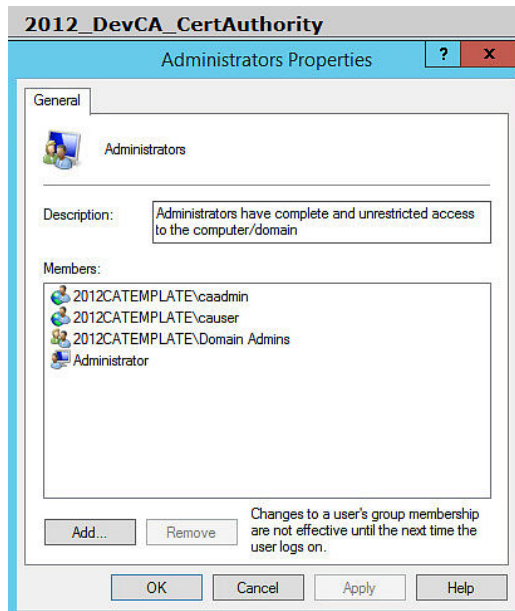 2012_DevCA_CertAuthority
Administrators Properties
?
x
General
Administrators
Description:
Administrators have complete and unrestricted access
to the computer/domain
Members:
2012CATEMPLATE\caadmin
2012CATEMPLATE\causer
2012CATEMPLATE\Domain Admins
Administrator
Add...
Remove
Changes to a user's group membership
are not effective until the next time the
user logs on.
OK
Cancel
Apply
Help